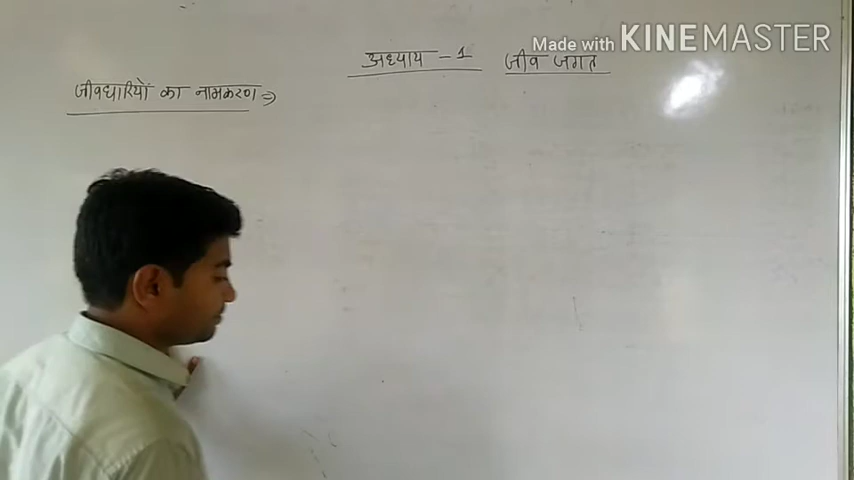 Made with KINEMASTER
अध्याय - 1 जीव जगत
जीवधारियों का नामकरण ⇒